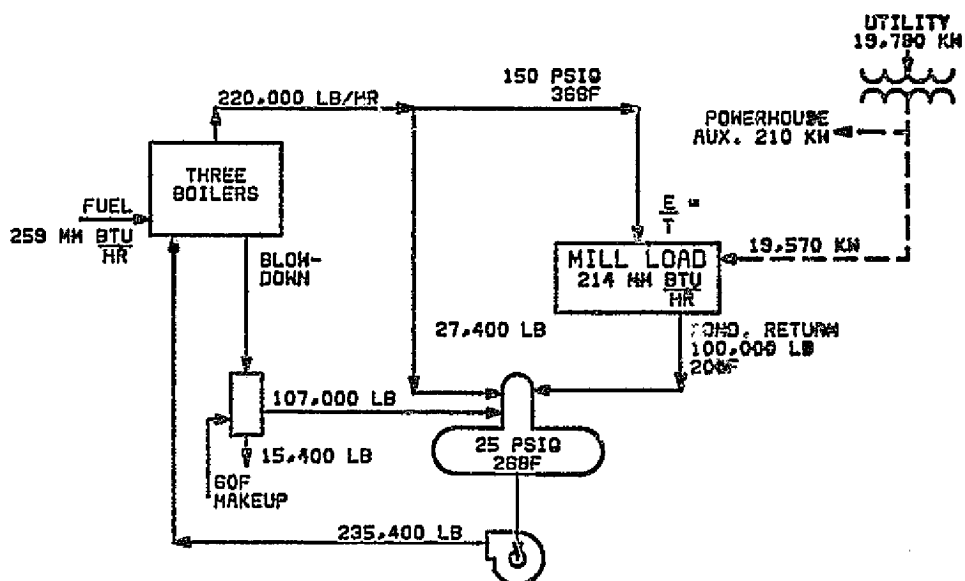 UTILITY
19,780 KW
150 PSIG
368F
220,000 LB/HR
POWERHOUSE
AUX. 210 KW
THREE
BOILERS
FUEL
259 MM BTU
HR
E
T
=
19,570 KW
MILL LOAD
214 MM BTU
HR
BLOW-
DOWN
27,400 LB
COND. RETURN
100,000 LB
200F
107,000 LB
25 PSIG
268F
15,400 LB
60F
MAKEUP
235,400 LB